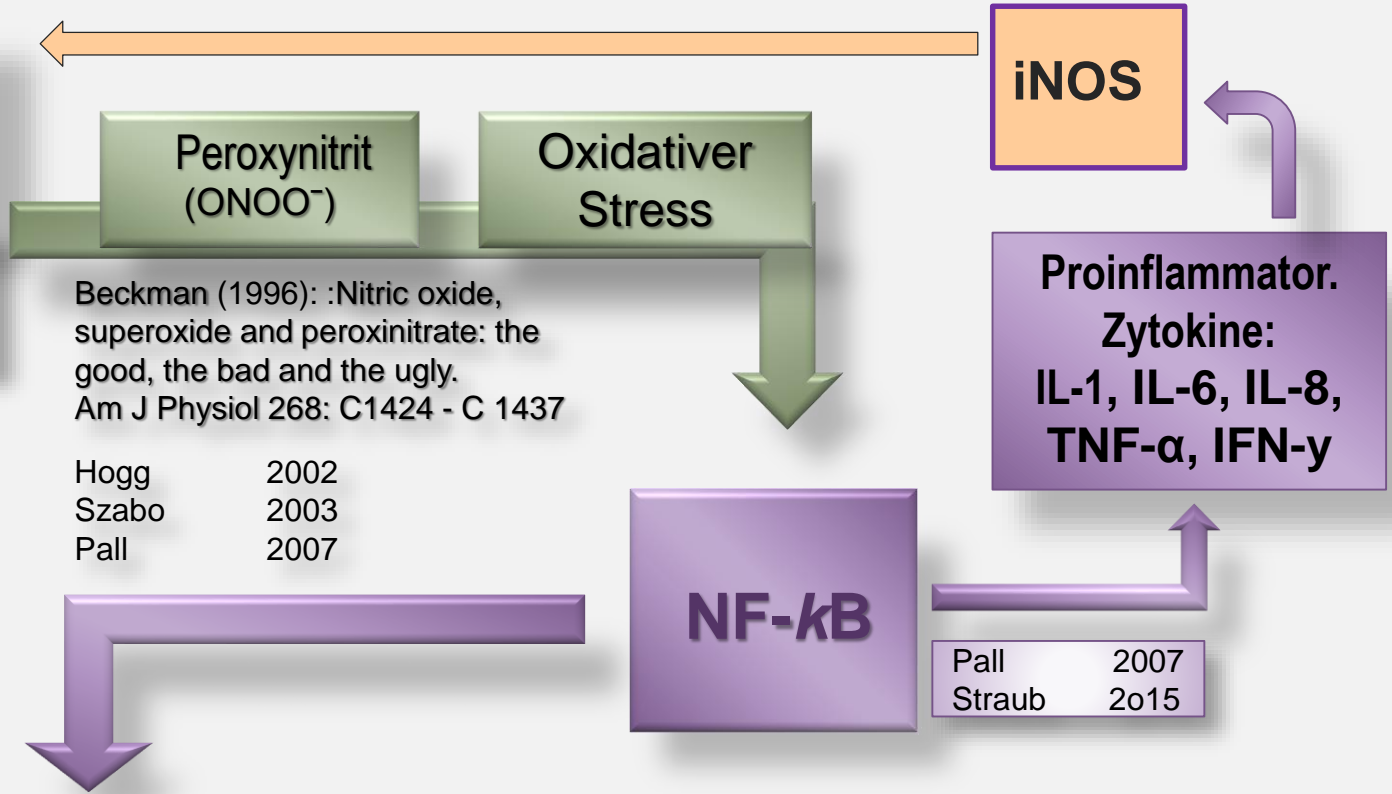 iNOS
Peroxynitrit
(ONOO⁻)
Oxidativer
Stress
Beckman (1996): :Nitric oxide,
superoxide and peroxinitrate: the
good, the bad and the ugly.
Am J Physiol 268: C1424 - C 1437
Hogg 2002
Szabo 2003
Pall 2007
Proinflammator.
Zytokine:
IL-1, IL-6, IL-8,
TNF-α, IFN-y
NF-kB
Pall 2007
Straub 2o15